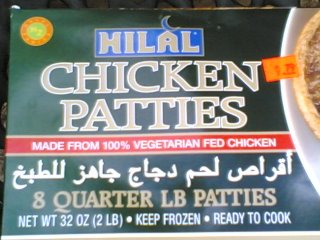 HILAL
CHICKEN
PATTIES
MADE FROM 100% VEGETARIAN FED CHICKEN
أقراص لحم دجاج جاهز للطبخ
8 QUARTER LB PATTIES
NET WT 32 OZ (2 LB) • KEEP FROZEN • READY TO COOK